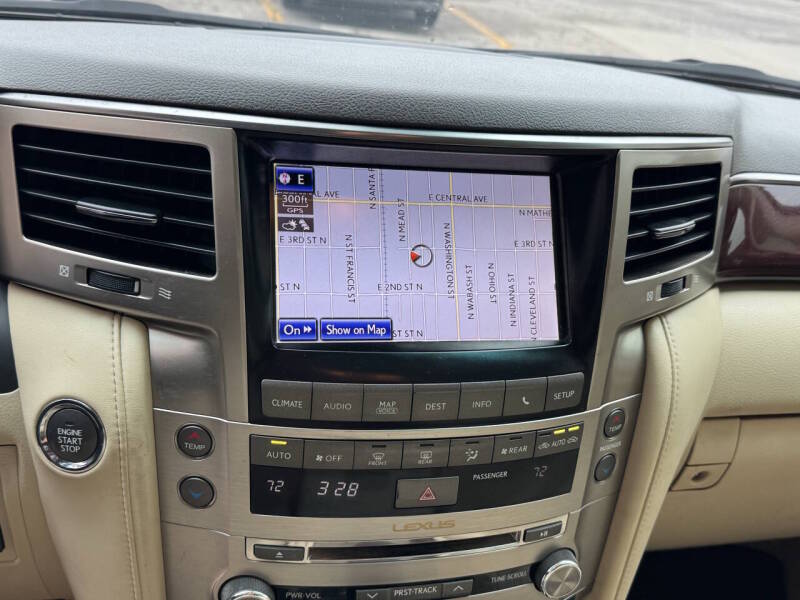 E
300ft
GPS
RAL AVE
N SANTA F
N MEAD ST
E CENTRAL AVE
N MATHE
E 3RD ST N
E 3RD ST
N ST FRANCIS ST
N WASHINGTON ST
N WABASH ST
N OHIO ST
N INDIANA ST
N CLEVELAND ST
ST
E 2ND ST N
ST N
On
Show on Map
CLIMATE
AUDIO
MAP
VOICE
DEST
INFO
SETUP
ENGINE
START
STOP
TEMP
AUTO
OFF
FRONT
REAR
REAR
AUTO
TEMP
PASSENGER
PASSENGER
72
3:28
72
LEXUS
PWR·VOL
PRST·TRACK
TUNE·SCROLL